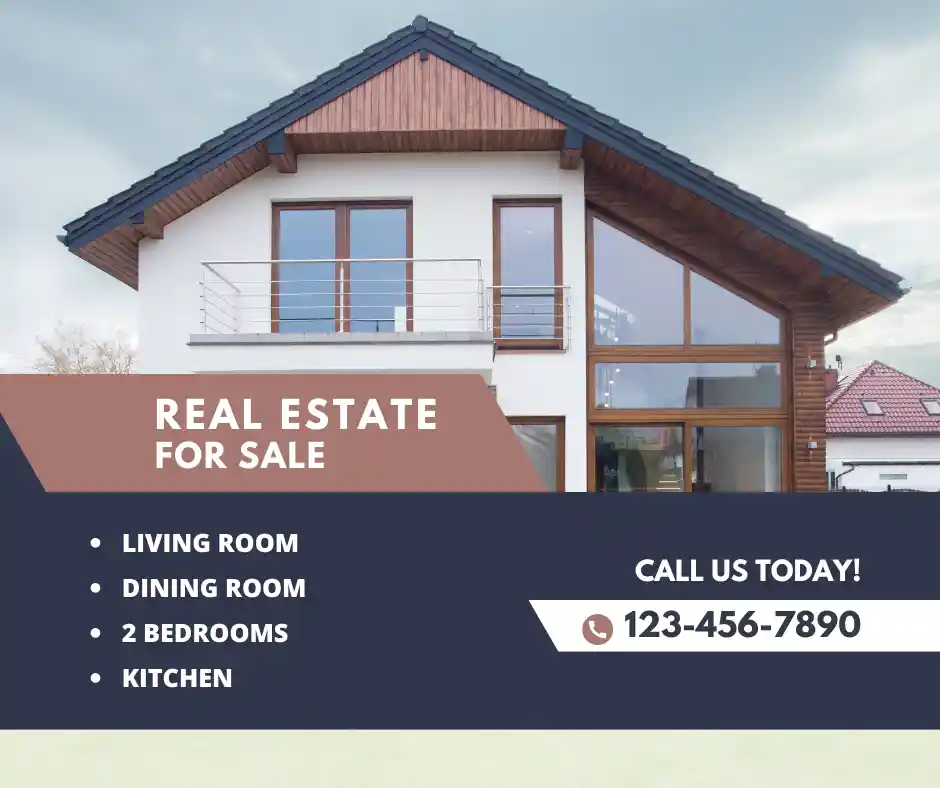 REAL ESTATE
FOR SALE
• LIVING ROOM
• DINING ROOM
• 2 BEDROOMS
• KITCHEN
CALL US TODAY!
123-456-7890